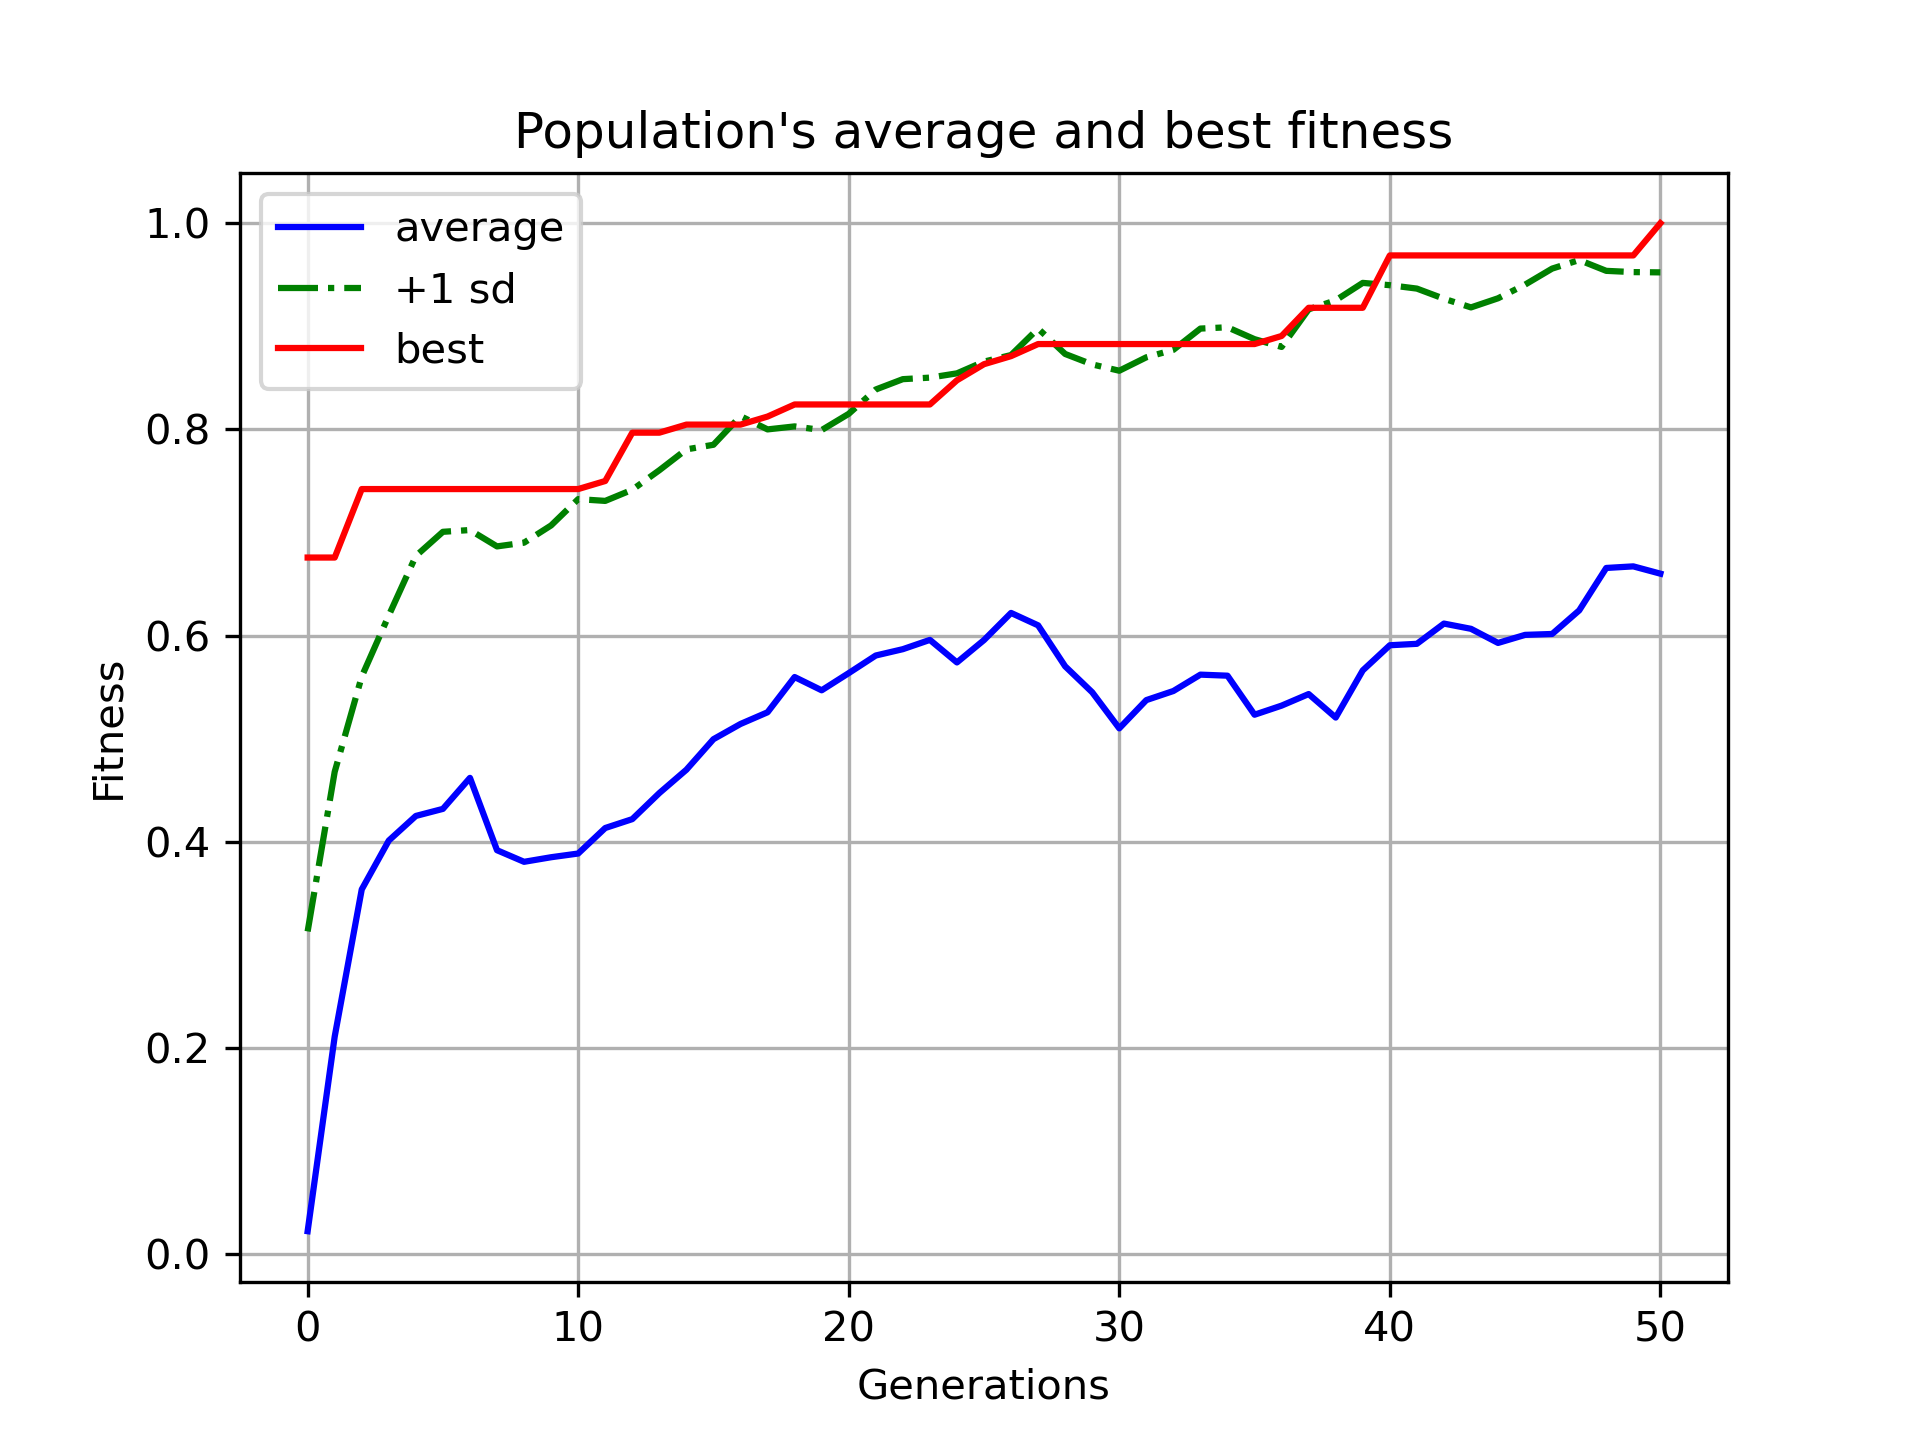 Population's average and best fitness
average
+1 sd
best
1.0
0.8
0.6
0.4
0.2
0.0
Fitness
0 10 20 30 40 50
Generations